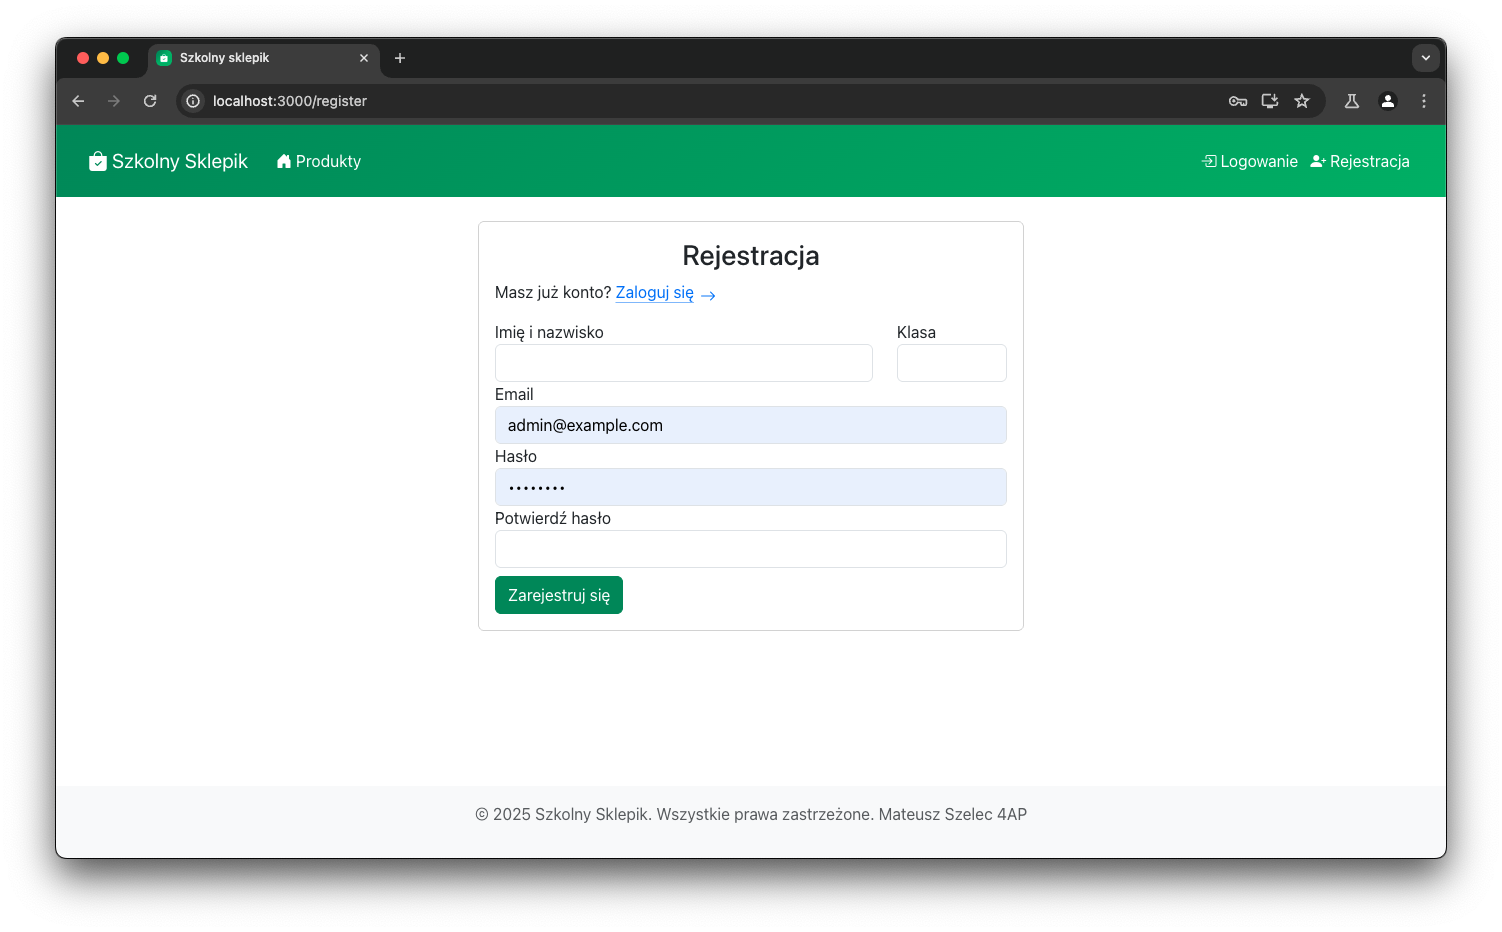 Szkolny sklepik
localhost:3000/register
Szkolny Sklepik Produkty Logowanie Rejestracja
Rejestracja
Masz już konto? Zaloguj się →
Imię i nazwisko Klasa
Email
admin@example.com
Hasło
••••••••
Potwierdź hasło
Zarejestruj się
© 2025 Szkolny Sklepik. Wszystkie prawa zastrzeżone. Mateusz Szelec 4AP